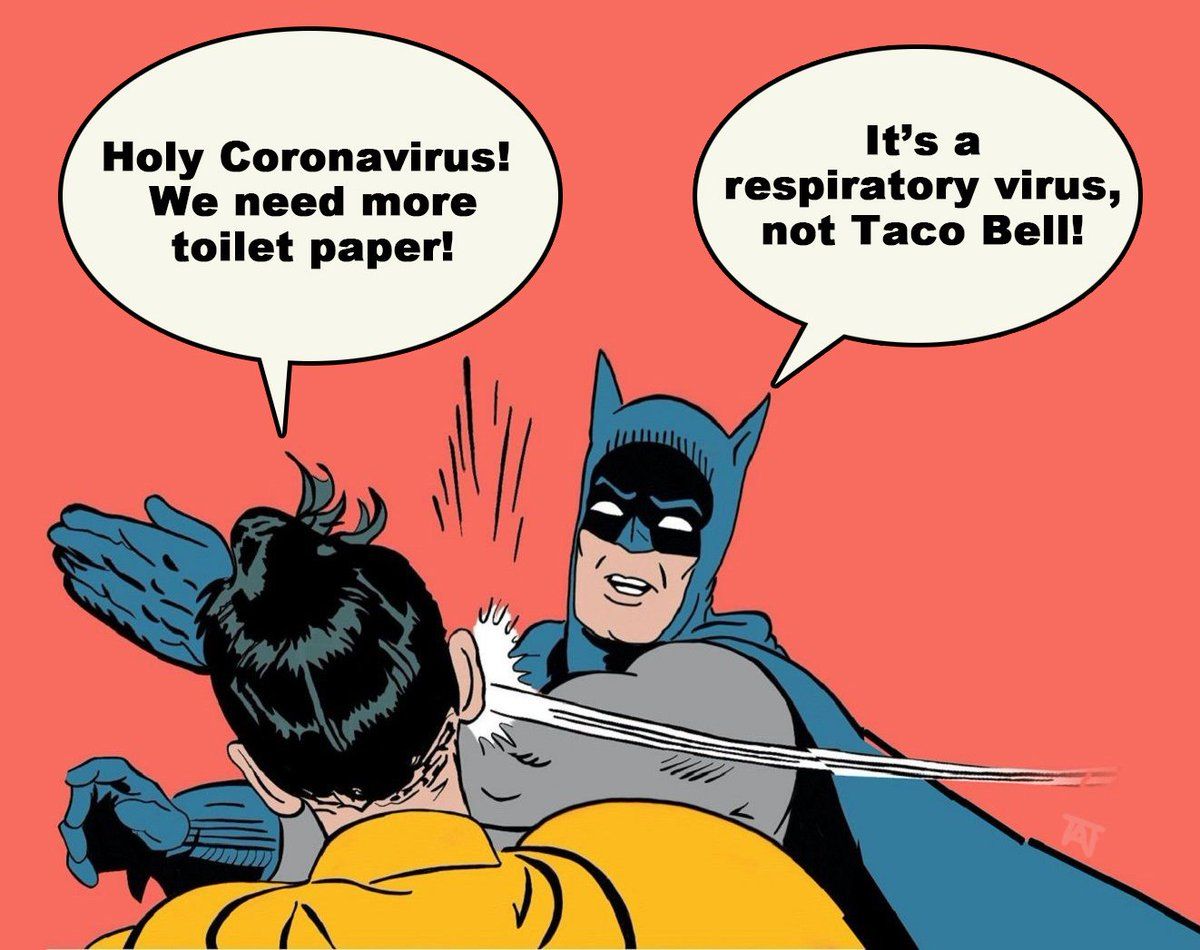 Holy Coronavirus!
We need more
toilet paper!
It's a
respiratory virus,
not Taco Bell!